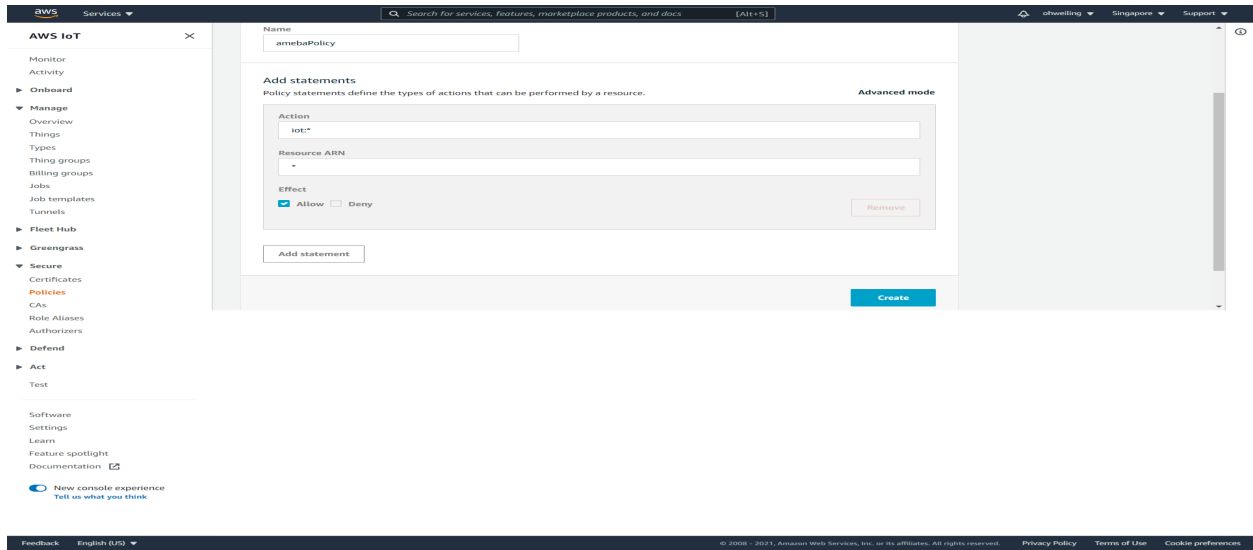 aws Services Search for services, features, marketplace products, and docs [Alt+S] ohweiling Singapore Support
AWS IoT
Monitor
Activity
Onboard
Manage
Overview
Things
Types
Thing groups
Billing groups
Jobs
Job templates
Tunnels
Fleet Hub
Greengrass
Secure
Certificates
Policies
CAs
Role Aliases
Authorizers
Defend
Act
Test
Software
Settings
Learn
Feature spotlight
Documentation
New console experience
Tell us what you think
Name
amebaPolicy
Add statements
Policy statements define the types of actions that can be performed by a resource. Advanced mode
Action
iot:*
Resource ARN
*
Effect
Allow Deny
Remove
Add statement
Create
Feedback English (US) © 2008 - 2021, Amazon Web Services, Inc. or its affiliates. All rights reserved. Privacy Policy Terms of Use Cookie preferences